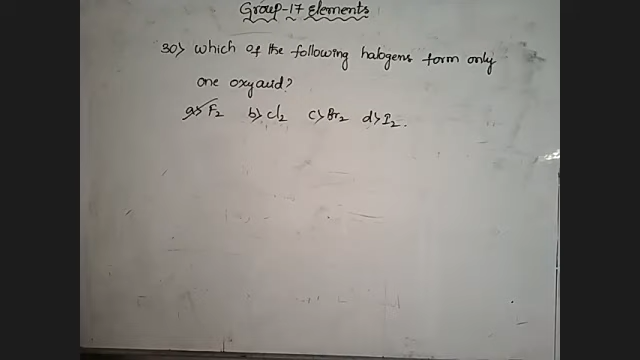 Group-17 Elements
30> Which of the following halogens form only
one oxyacid?
a> F₂ b> Cl₂ c> Br₂ d> I₂.